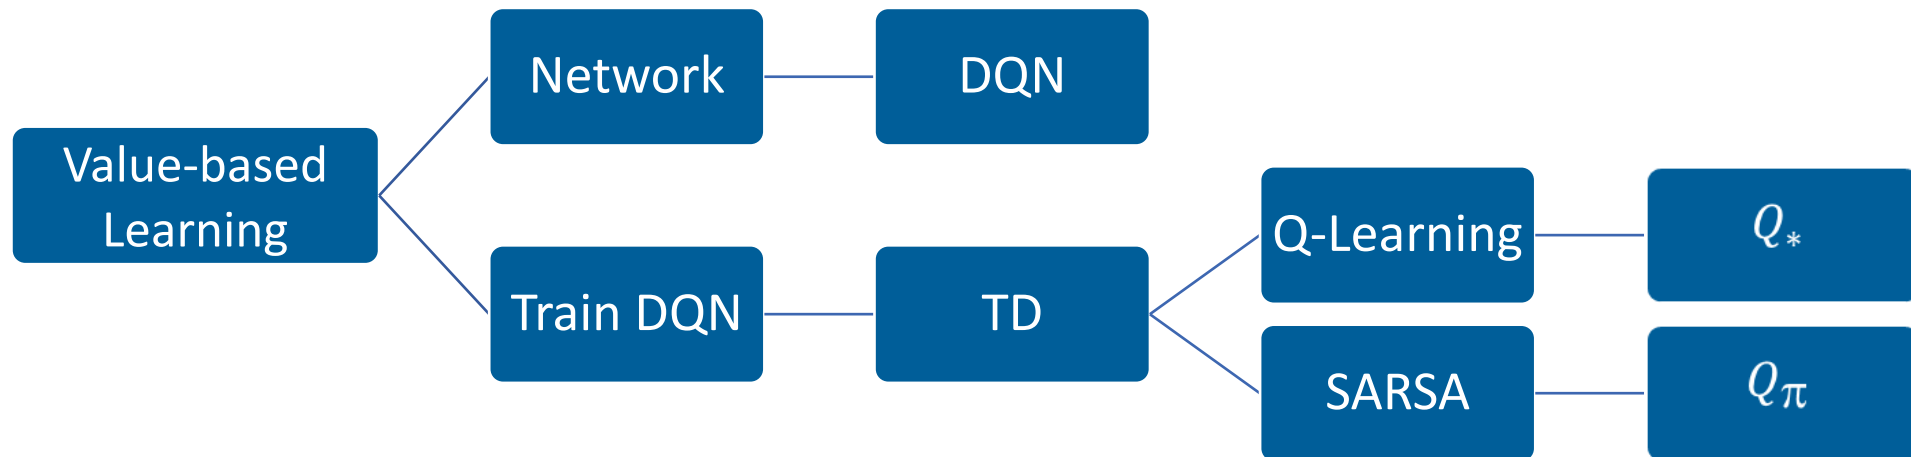 Value-based
Learning
Network
DQN
Train DQN
TD
Q-Learning
Q*
SARSA
Qπ